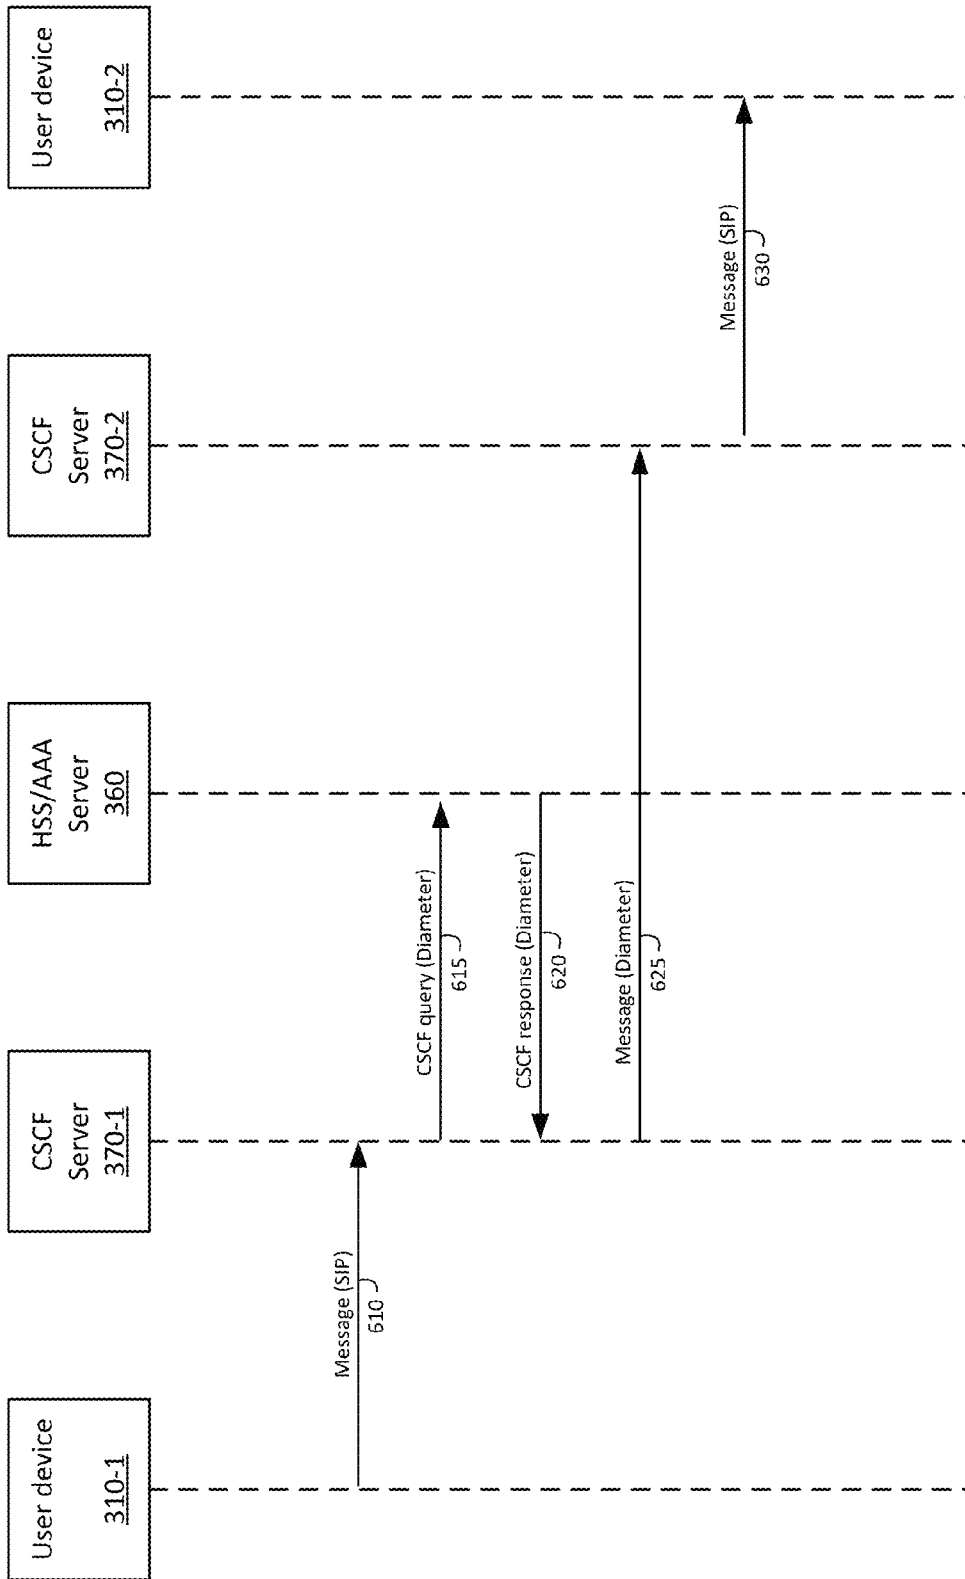 User device
310-1
CSCF
Server
370-1
HSS/AAA
Server
360
CSCF
Server
370-2
User device
310-2
Message (SIP)
610
CSCF query (Diameter)
615
CSCF response (Diameter)
620
Message (Diameter)
625
Message (SIP)
630